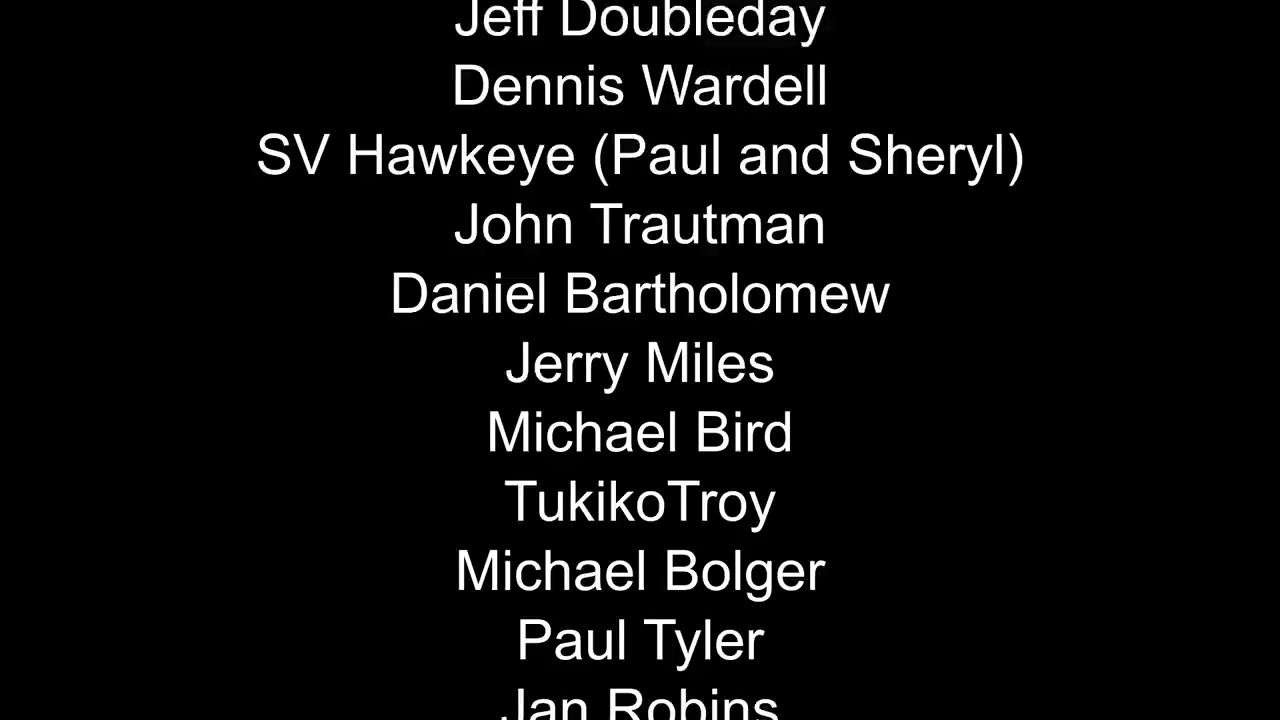 Jeff Doubleday
Dennis Wardell
SV Hawkeye (Paul and Sheryl)
John Trautman
Daniel Bartholomew
Jerry Miles
Michael Bird
TukikoTroy
Michael Bolger
Paul Tyler
Jan Robins